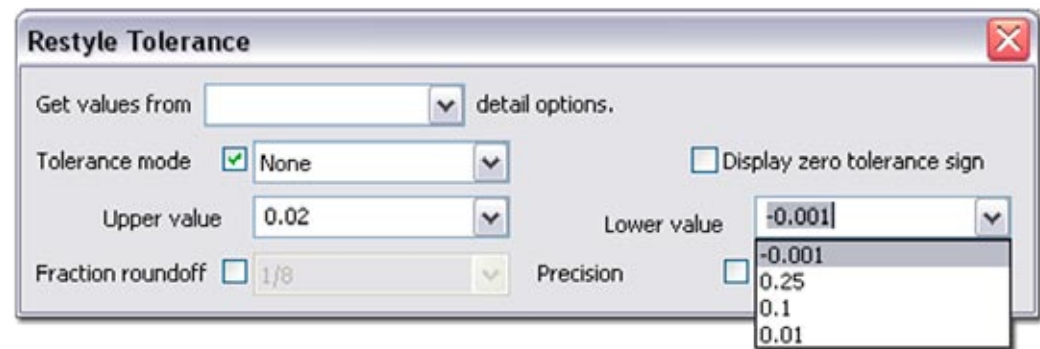 Restyle Tolerance
Get values from detail options.
Tolerance mode None Display zero tolerance sign
Upper value 0.02 Lower value -0.001
-0.001
Fraction roundoff 1/8 Precision 0.25
0.1
0.01